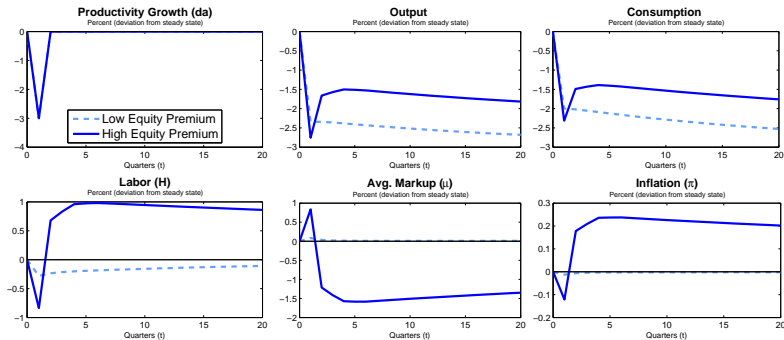 Productivity Growth (da)
Percent (deviation from steady state)
0
−1
−2
−3
−4
0 5 10 15 20
Quarters (t)
Low Equity Premium
High Equity Premium
Output
Percent (deviation from steady state)
0
−0.5
−1
−1.5
−2
−2.5
−3
0 5 10 15 20
Quarters (t)
Consumption
Percent (deviation from steady state)
0
−0.5
−1
−1.5
−2
−2.5
−3
0 5 10 15 20
Quarters (t)
Labor (H)
Percent (deviation from steady state)
1
0.5
0
−0.5
−1
0 5 10 15 20
Quarters (t)
Avg. Markup (μ)
Percent (deviation from steady state)
1
0.5
0
−0.5
−1
−1.5
−2
0 5 10 15 20
Quarters (t)
Inflation (π)
Percent (deviation from steady state)
0.3
0.2
0.1
0
−0.1
−0.2
0 5 10 15 20
Quarters (t)